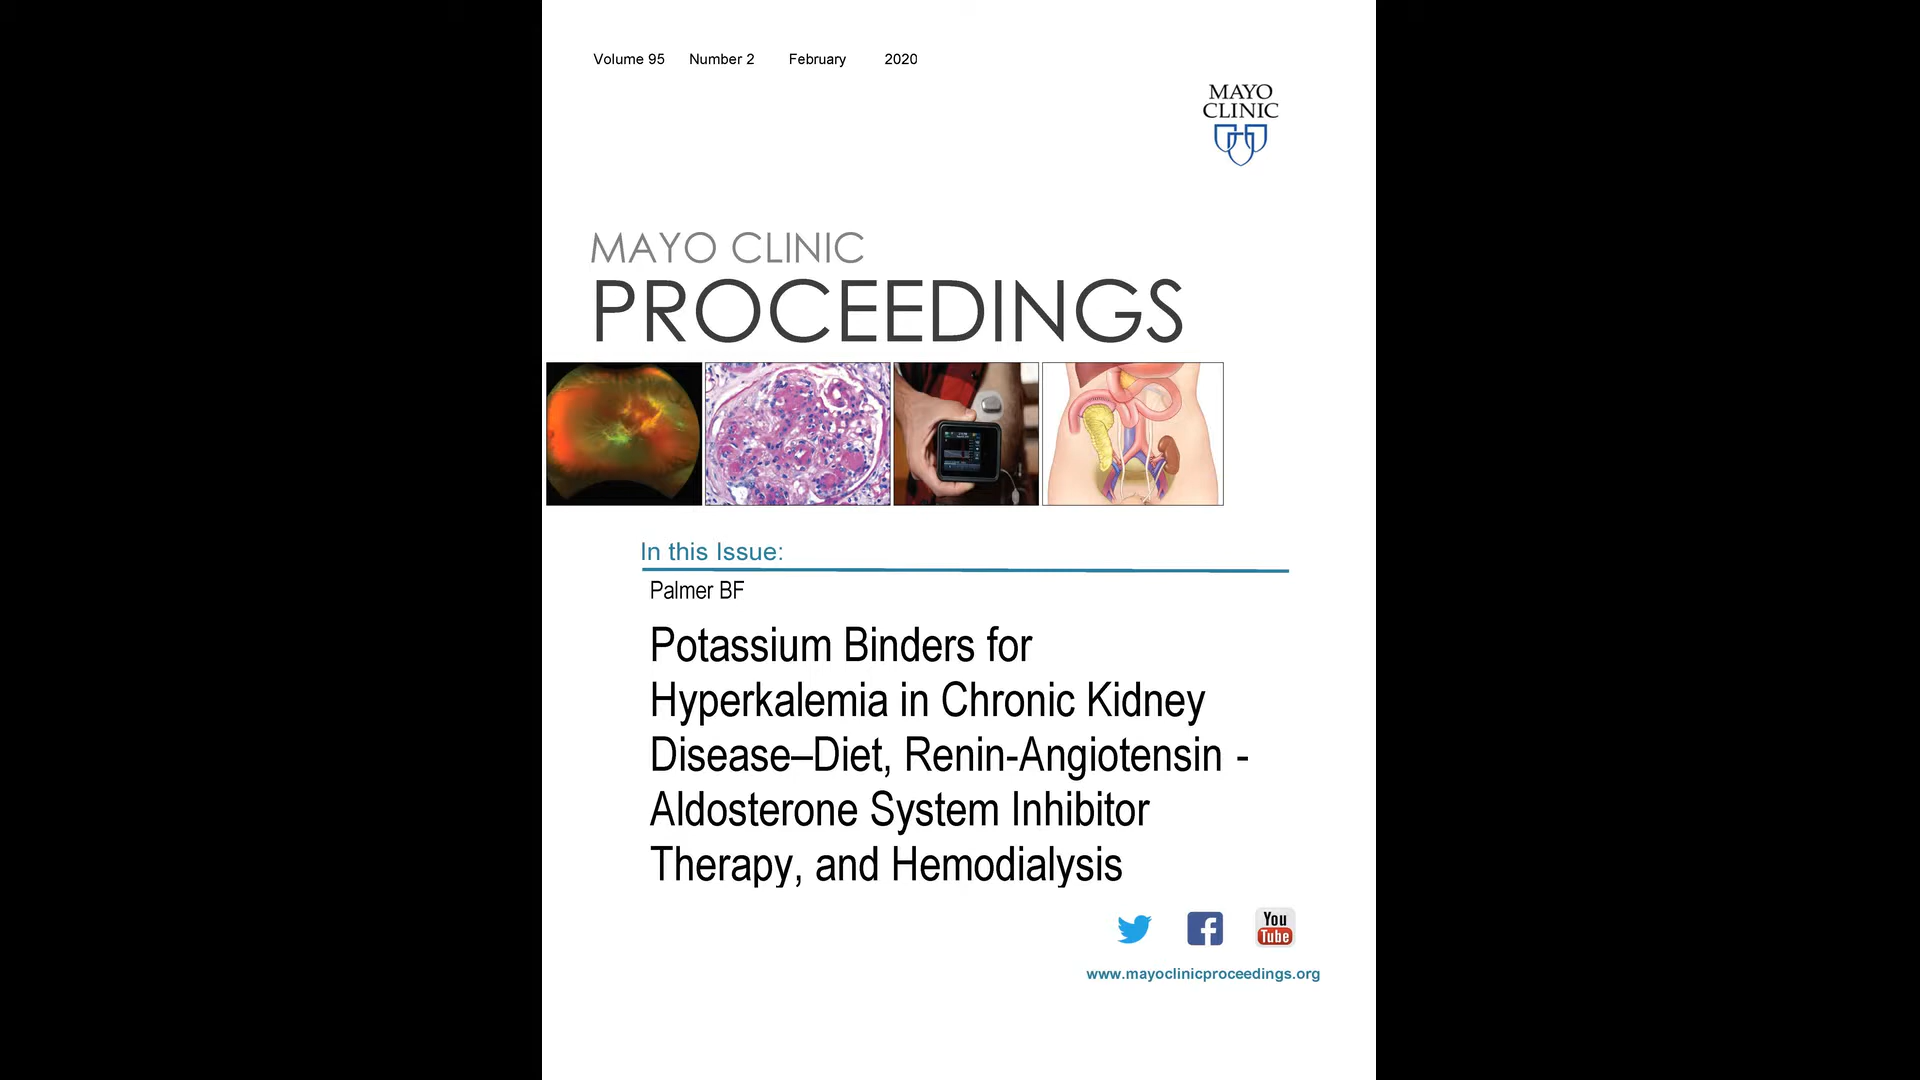 Volume 95 Number 2 February 2020
MAYO
CLINIC
MAYO CLINIC
PROCEEDINGS
In this Issue:
Palmer BF
Potassium Binders for
Hyperkalemia in Chronic Kidney
Disease–Diet, Renin-Angiotensin -
Aldosterone System Inhibitor
Therapy, and Hemodialysis
You
Tube
www.mayoclinicproceedings.org